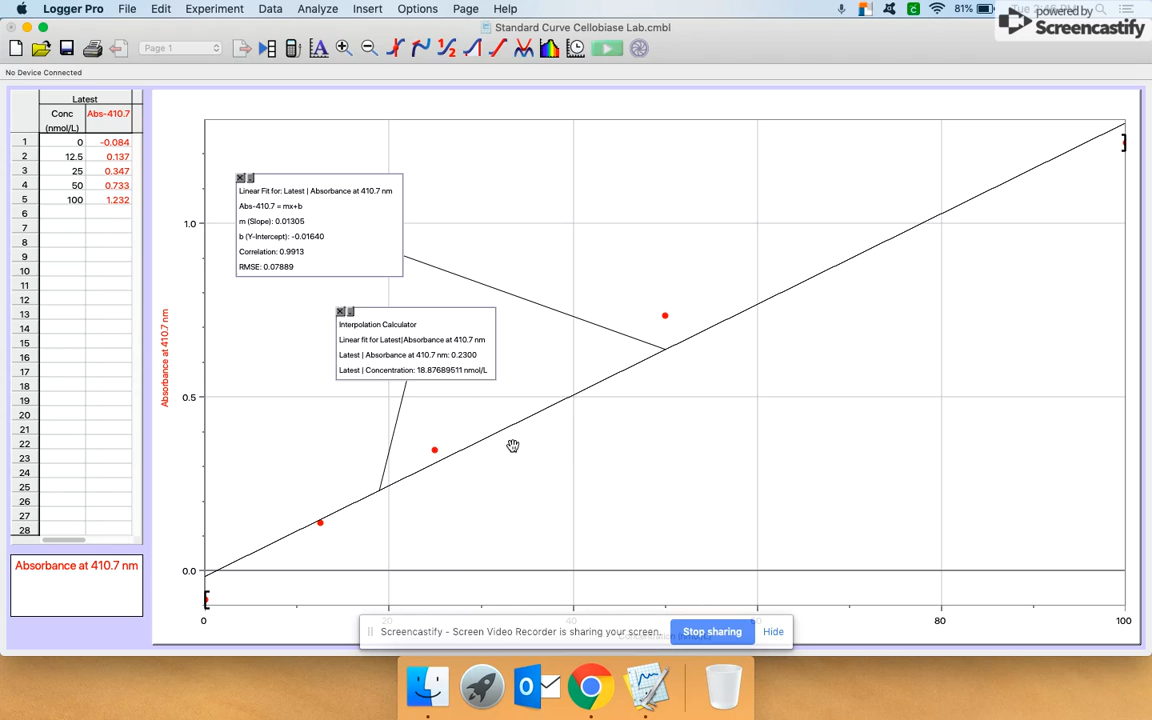 Logger Pro File Edit Experiment Data Analyze Insert Options Page Help
81%
powered by
Screencastify
Standard Curve Cellobiase Lab.cmbl
Page 1
No Device Connected
Latest
Conc Abs-410.7
(nmol/L)
1 0 -0.084
2 12.5 0.137
3 25 0.347
4 50 0.733
5 100 1.232
6
7
8
9
10
11
12
13
14
15
16
17
18
19
20
21
22
23
24
25
26
27
28
Absorbance at 410.7 nm
Absorbance at 410.7 nm
1.0
0.5
0.0
Linear Fit for: Latest | Absorbance at 410.7 nm
Abs-410.7 = mx+b
m (Slope): 0.01305
b (Y-Intercept): -0.01640
Correlation: 0.9913
RMSE: 0.07889
Interpolation Calculator
Linear fit for Latest|Absorbance at 410.7 nm
Latest | Absorbance at 410.7 nm: 0.2300
Latest | Concentration: 18.87689511 nmol/L
0 20 40 60 80 100
Screencastify - Screen Video Recorder is sharing your screen. Stop sharing Hide